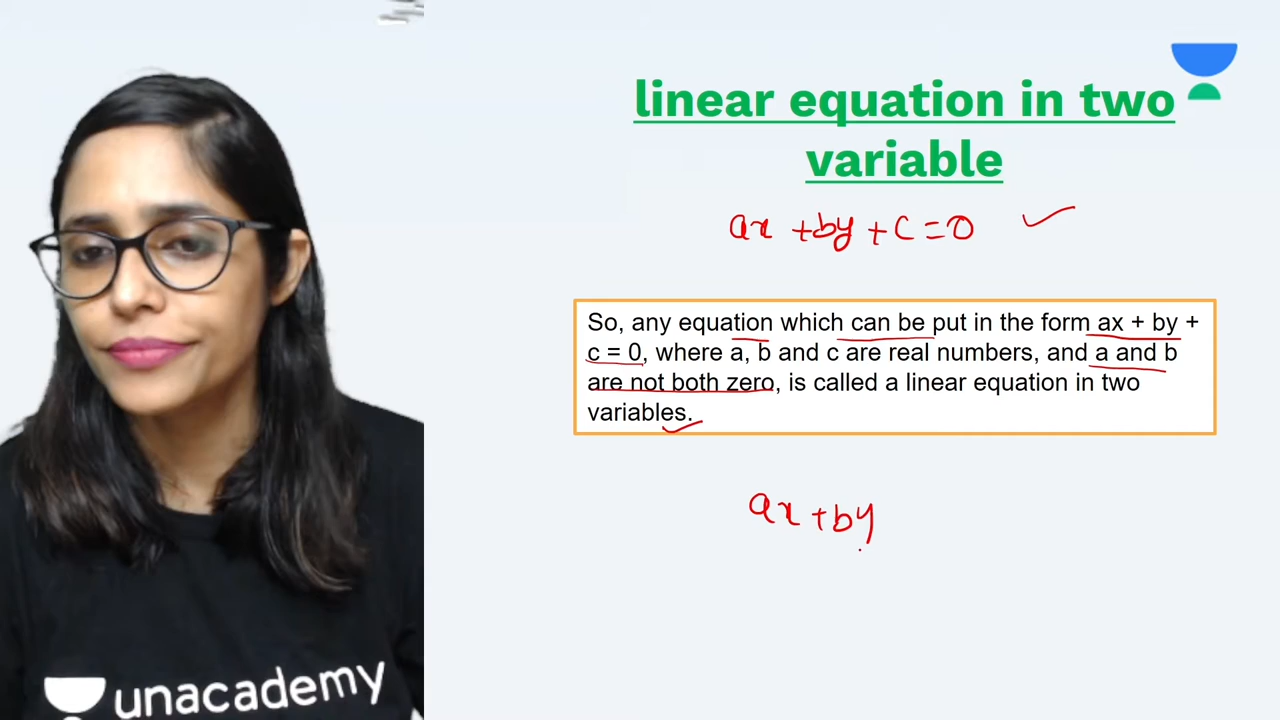 linear equation in two
variable
ax + by + c = 0
So, any equation which can be put in the form ax + by +
c = 0, where a, b and c are real numbers, and a and b
are not both zero, is called a linear equation in two
variables.
ax + by
unacademy